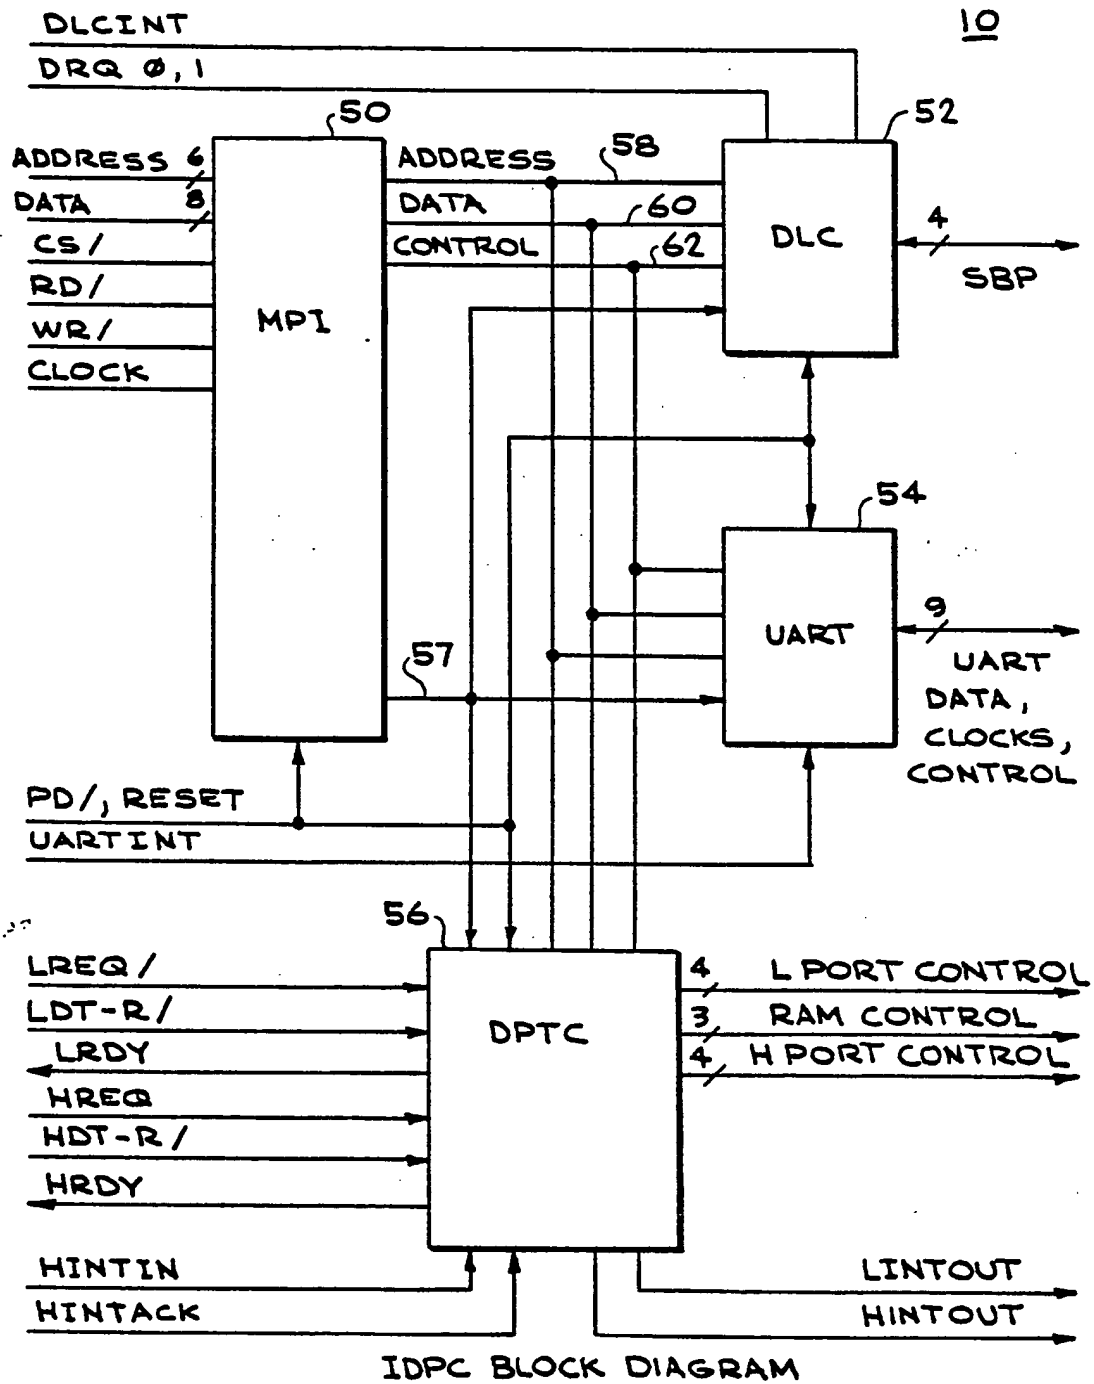 10
DLCINT
DRQ 0, 1
50
52
ADDRESS 6
ADDRESS
58
DATA 8
DATA
60
CS/
CONTROL
62
DLC
4
SBP
RD/
MPI
WR/
CLOCK
54
UART
9
UART
DATA,
CLOCKS,
CONTROL
57
PD/, RESET
UARTINT
56
LREQ/
4
L PORT CONTROL
LDT-R/
DPTC
3
RAM CONTROL
LRDY
4
H PORT CONTROL
HREQ
HDT-R/
HRDY
HINTIN
LINTOUT
HINTACK
HINTOUT
IDPC BLOCK DIAGRAM